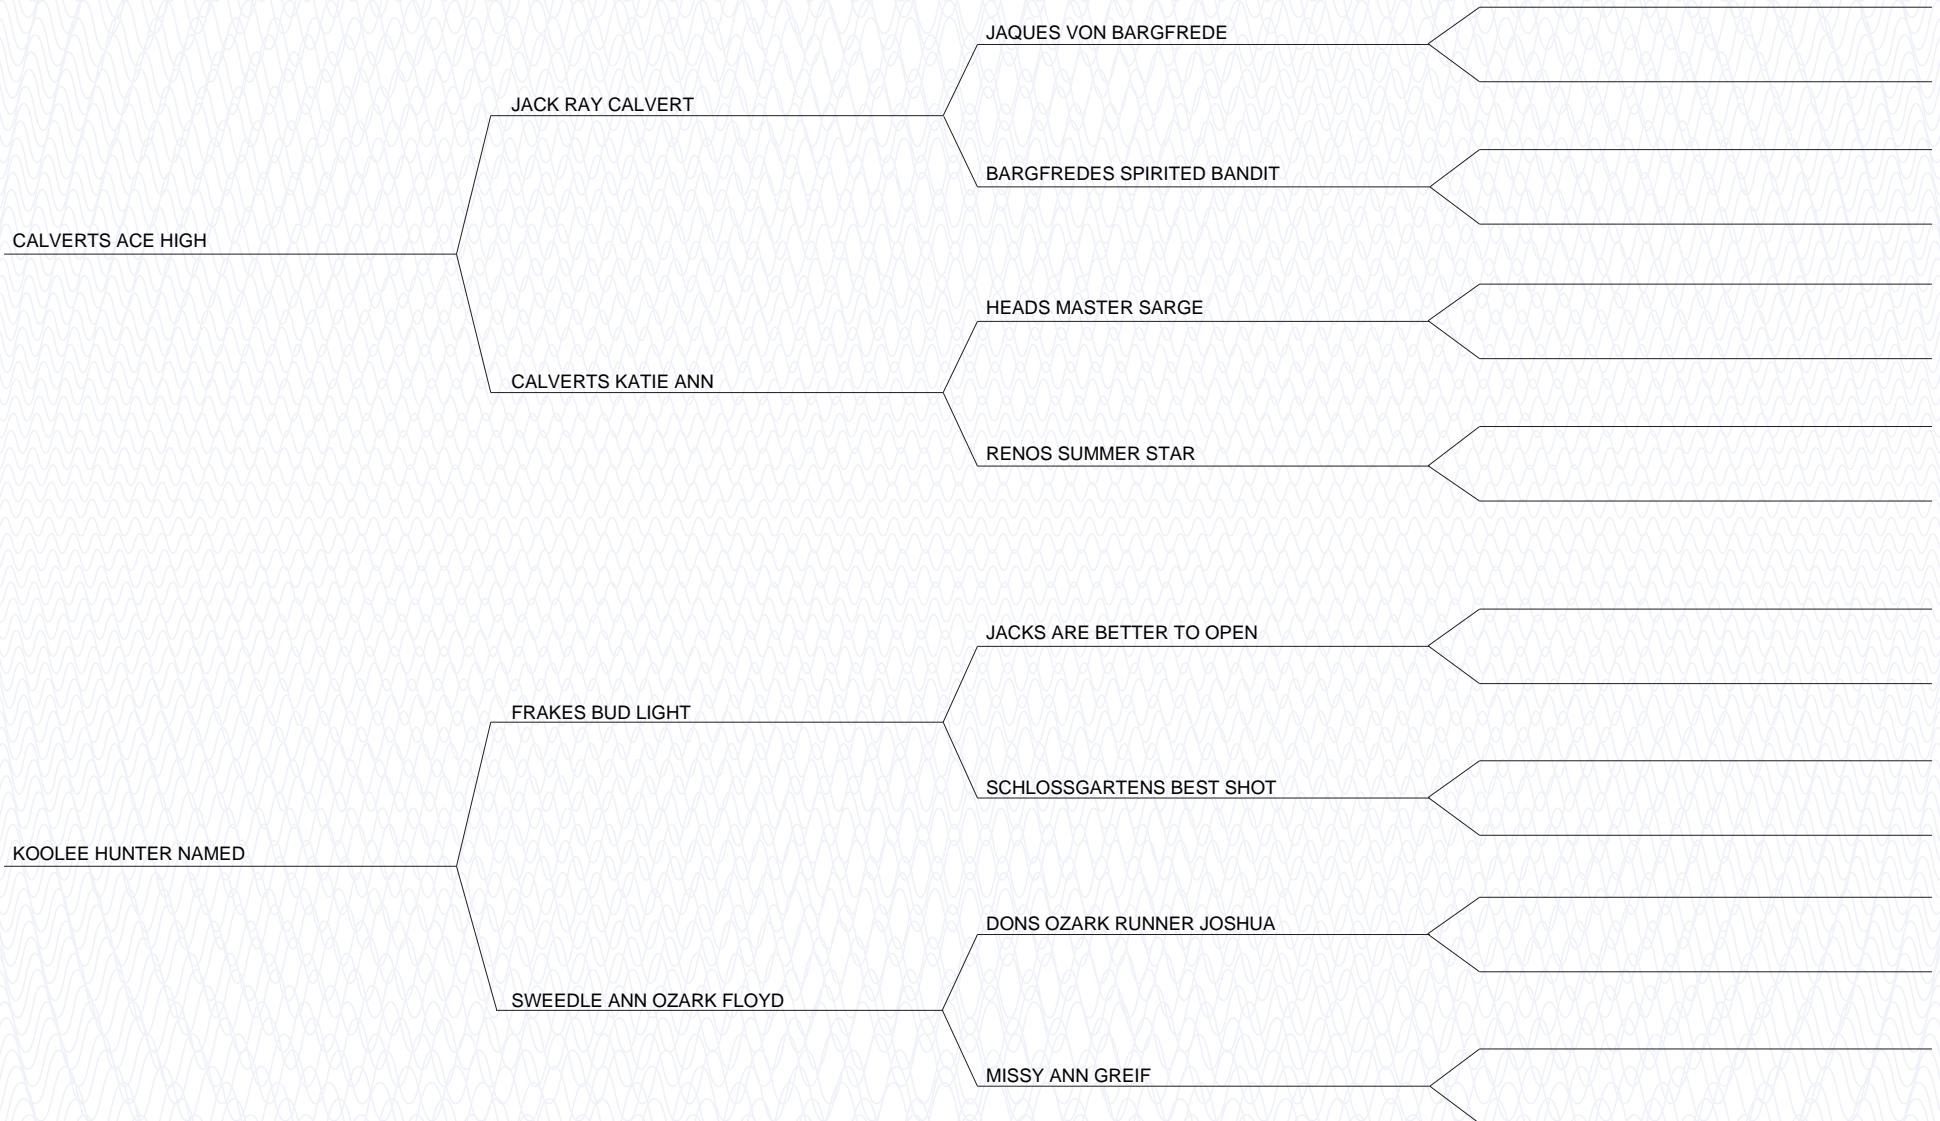 JAQUES VON BARGFREDE
JACK RAY CALVERT
BARGFREDES SPIRITED BANDIT
CALVERTS ACE HIGH
HEADS MASTER SARGE
CALVERTS KATIE ANN
RENOS SUMMER STAR
JACKS ARE BETTER TO OPEN
FRAKES BUD LIGHT
SCHLOSSGARTENS BEST SHOT
KOOLEE HUNTER NAMED
DONS OZARK RUNNER JOSHUA
SWEEDLE ANN OZARK FLOYD
MISSY ANN GREIF